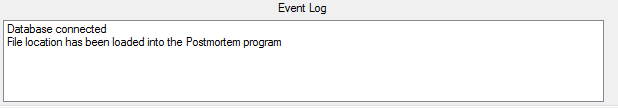 Event Log
Database connected
File location has been loaded into the Postmortem program